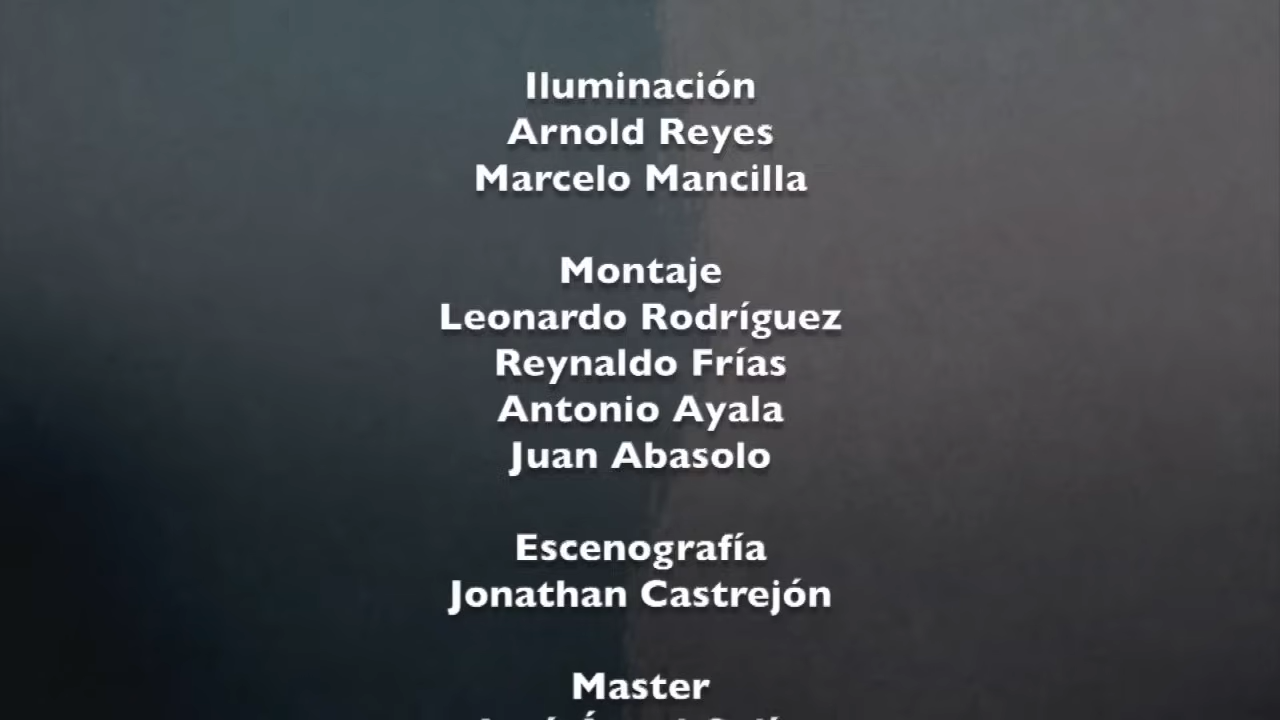 Iluminación
Arnold Reyes
Marcelo Mancilla
Montaje
Leonardo Rodríguez
Reynaldo Frías
Antonio Ayala
Juan Abasolo
Escenografía
Jonathan Castrejón
Master